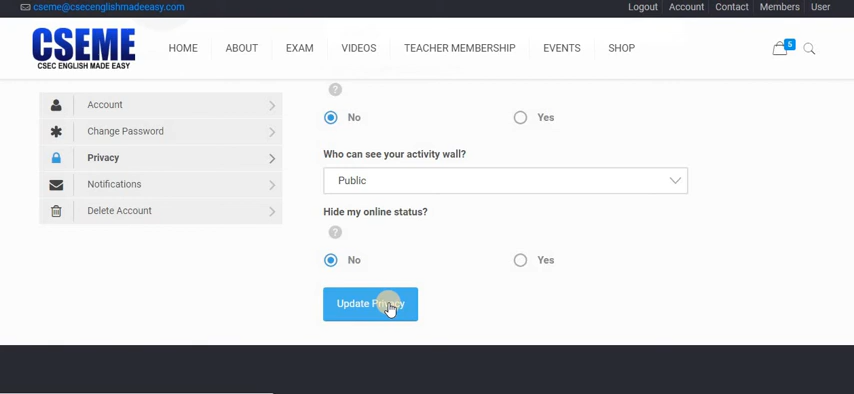 cseme@csecenglishmadeeasy.com
Logout Account Contact Members User
CSEME
CSEC ENGLISH MADE EASY
HOME ABOUT EXAM VIDEOS TEACHER MEMBERSHIP EVENTS SHOP
5
Account
Change Password
Privacy
Notifications
Delete Account
?
No Yes
Who can see your activity wall?
Public
Hide my online status?
?
No Yes
Update Privacy